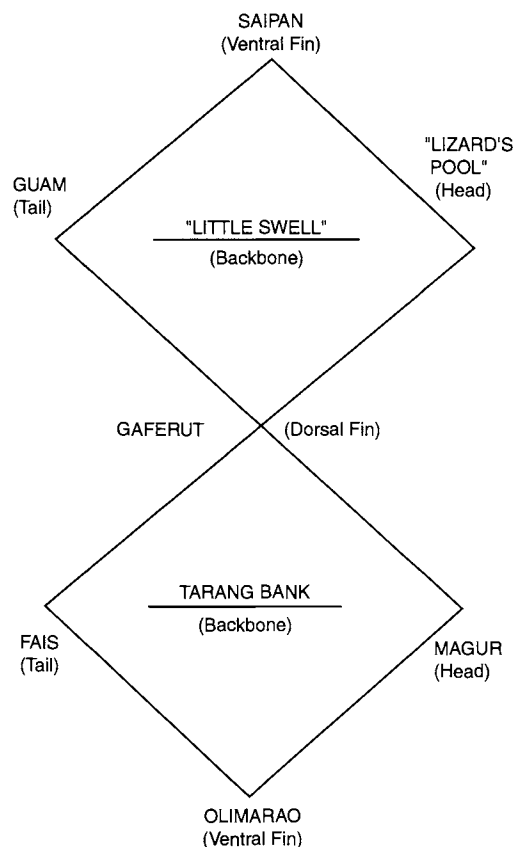 SAIPAN
(Ventral Fin)
"LIZARD'S
POOL"
(Head)
GUAM
(Tail)
"LITTLE SWELL"
(Backbone)
GAFERUT
(Dorsal Fin)
TARANG BANK
(Backbone)
FAIS
(Tail)
MAGUR
(Head)
OLIMARAO
(Ventral Fin)